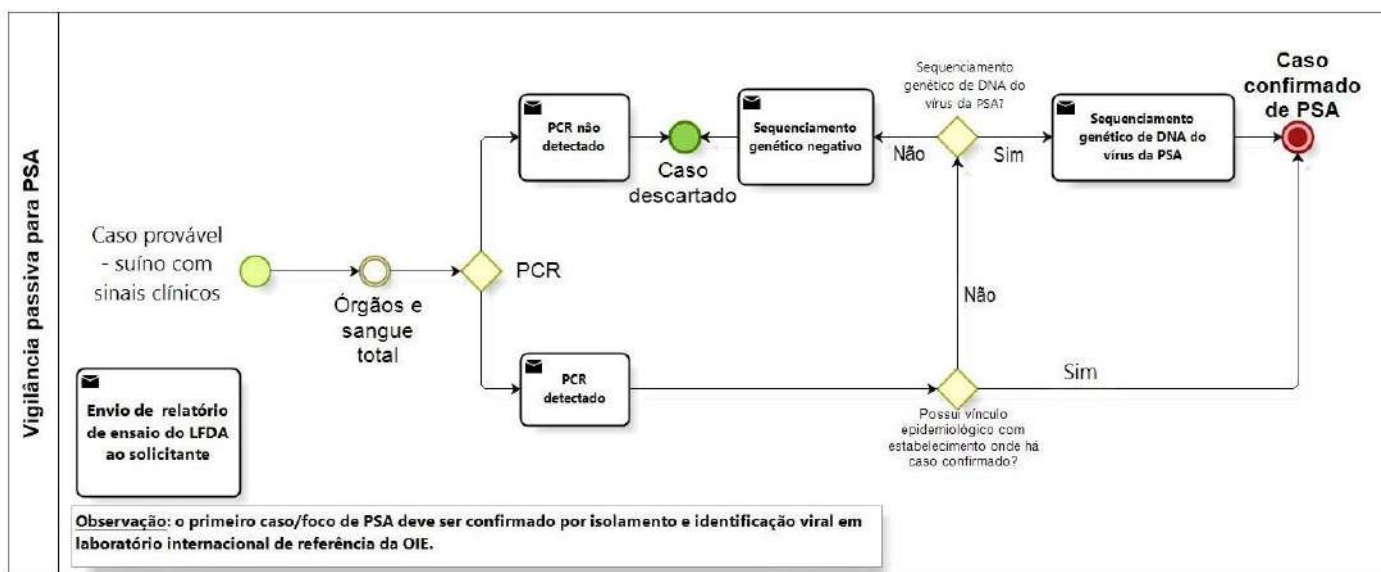 Vigilância passiva para PSA
Caso provável
- suíno com
sinais clínicos
Órgãos e
sangue
total
PCR
PCR não
detectado
Caso
descartado
Sequenciamento
genético negativo
Não
Sequenciamento
genético de DNA do
vírus da PSA?
Sim
Sequenciamento
genético de DNA do
vírus da PSA
Caso
confirmado
de PSA
PCR
detectado
Não
Sim
Possui vínculo
epidemiológico com
estabelecimento onde há
caso confirmado?
Envio de relatório
de ensaio do LFDA
ao solicitante
Observação: o primeiro caso/foco de PSA deve ser confirmado por isolamento e identificação viral em
laboratório internacional de referência da OIE.